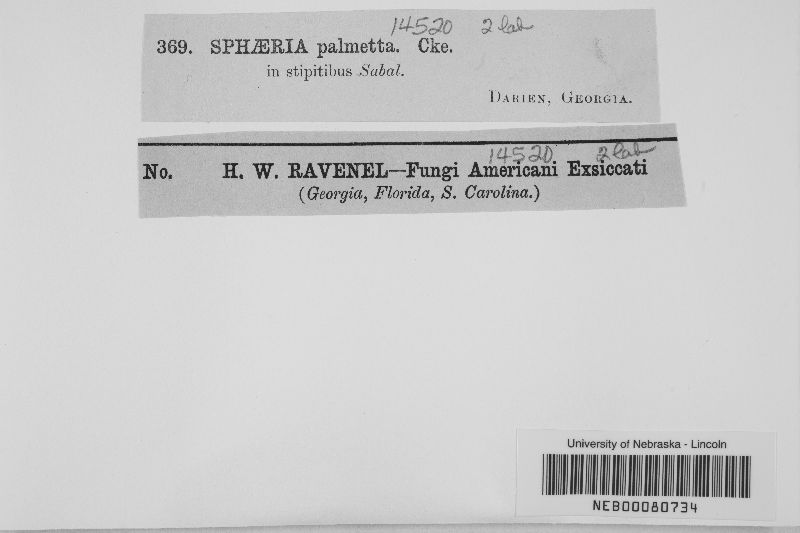 14520 2 lab
369. SPHÆRIA palmetta. Cke.
in stipitibus Sabal.
DARIEN, GEORGIA.
14520 2 lab
No. H. W. RAVENEL—Fungi Americani Exsiccati
(Georgia, Florida, S. Carolina.)
University of Nebraska - Lincoln
NEB00080734